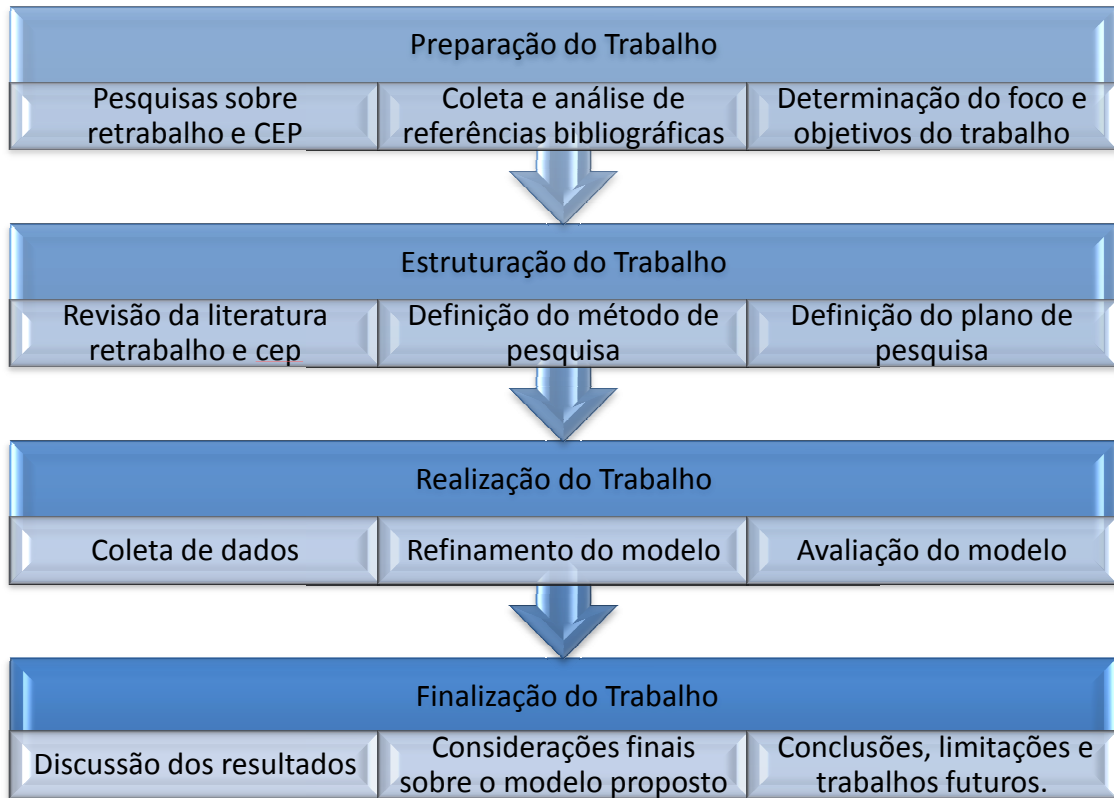 Preparação do Trabalho
Pesquisas sobre
retrabalho e CEP
Coleta e análise de
referências bibliográficas
Determinação do foco e
objetivos do trabalho
Estruturação do Trabalho
Revisão da literatura
retrabalho e cep
Definição do método de
pesquisa
Definição do plano de
pesquisa
Realização do Trabalho
Coleta de dados
Refinamento do modelo
Avaliação do modelo
Finalização do Trabalho
Discussão dos resultados
Considerações finais
sobre o modelo proposto
Conclusões, limitações e
trabalhos futuros.